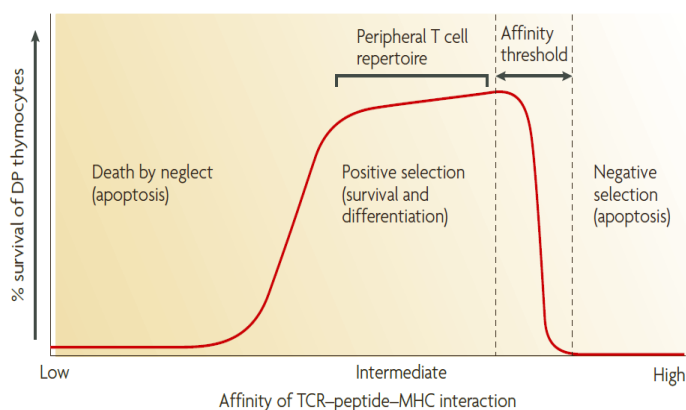 Peripheral T cell
repertoire
Affinity
threshold
% survival of DP thymocytes
Death by neglect
(apoptosis)
Positive selection
(survival and
differentiation)
Negative
selection
(apoptosis)
Low
Intermediate
High
Affinity of TCR–peptide–MHC interaction